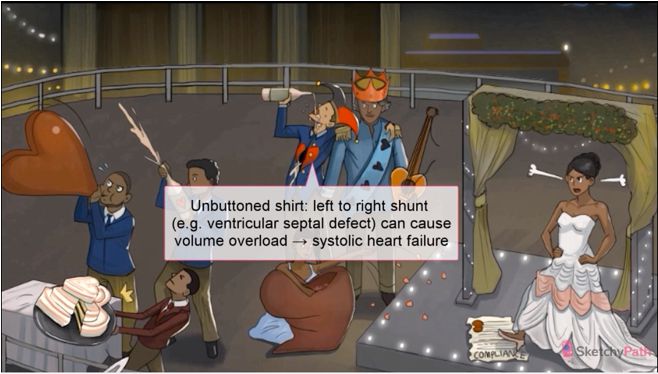 Unbuttoned shirt: left to right shunt
(e.g. ventricular septal defect) can cause
volume overload → systolic heart failure
COMPLIANCE
SketchyPath